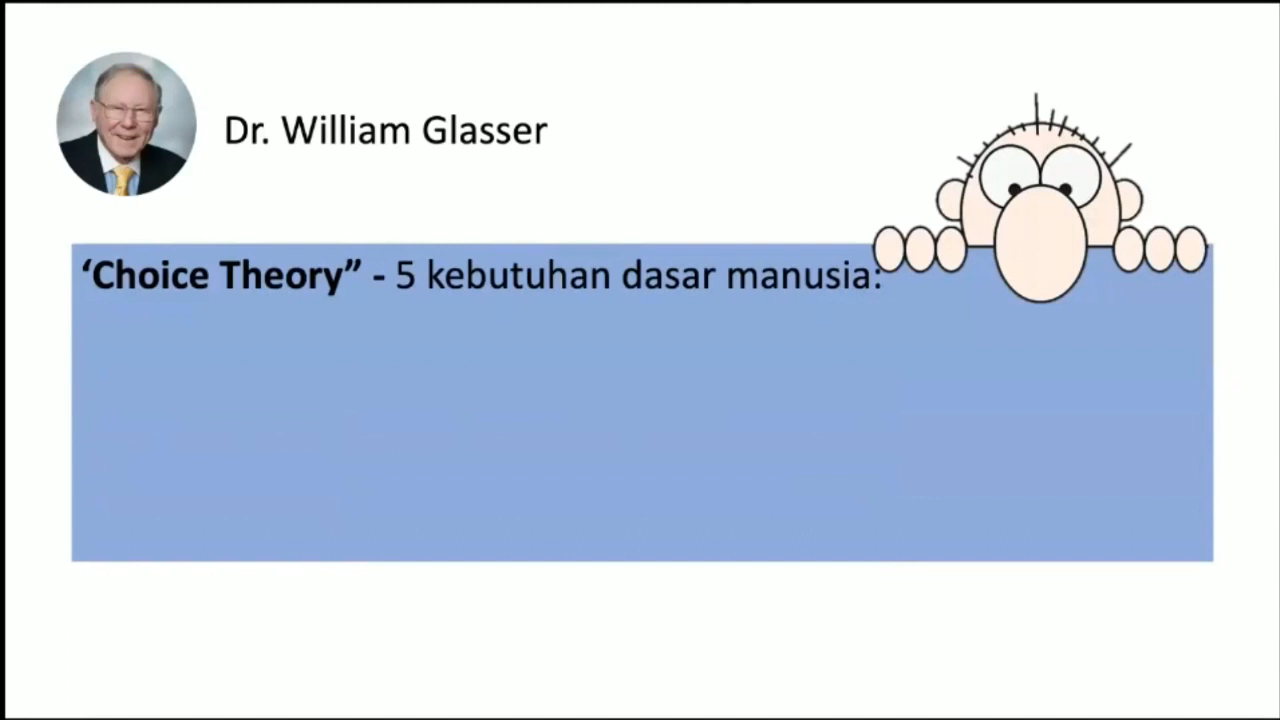 Dr. William Glasser
‘Choice Theory” - 5 kebutuhan dasar manusia: